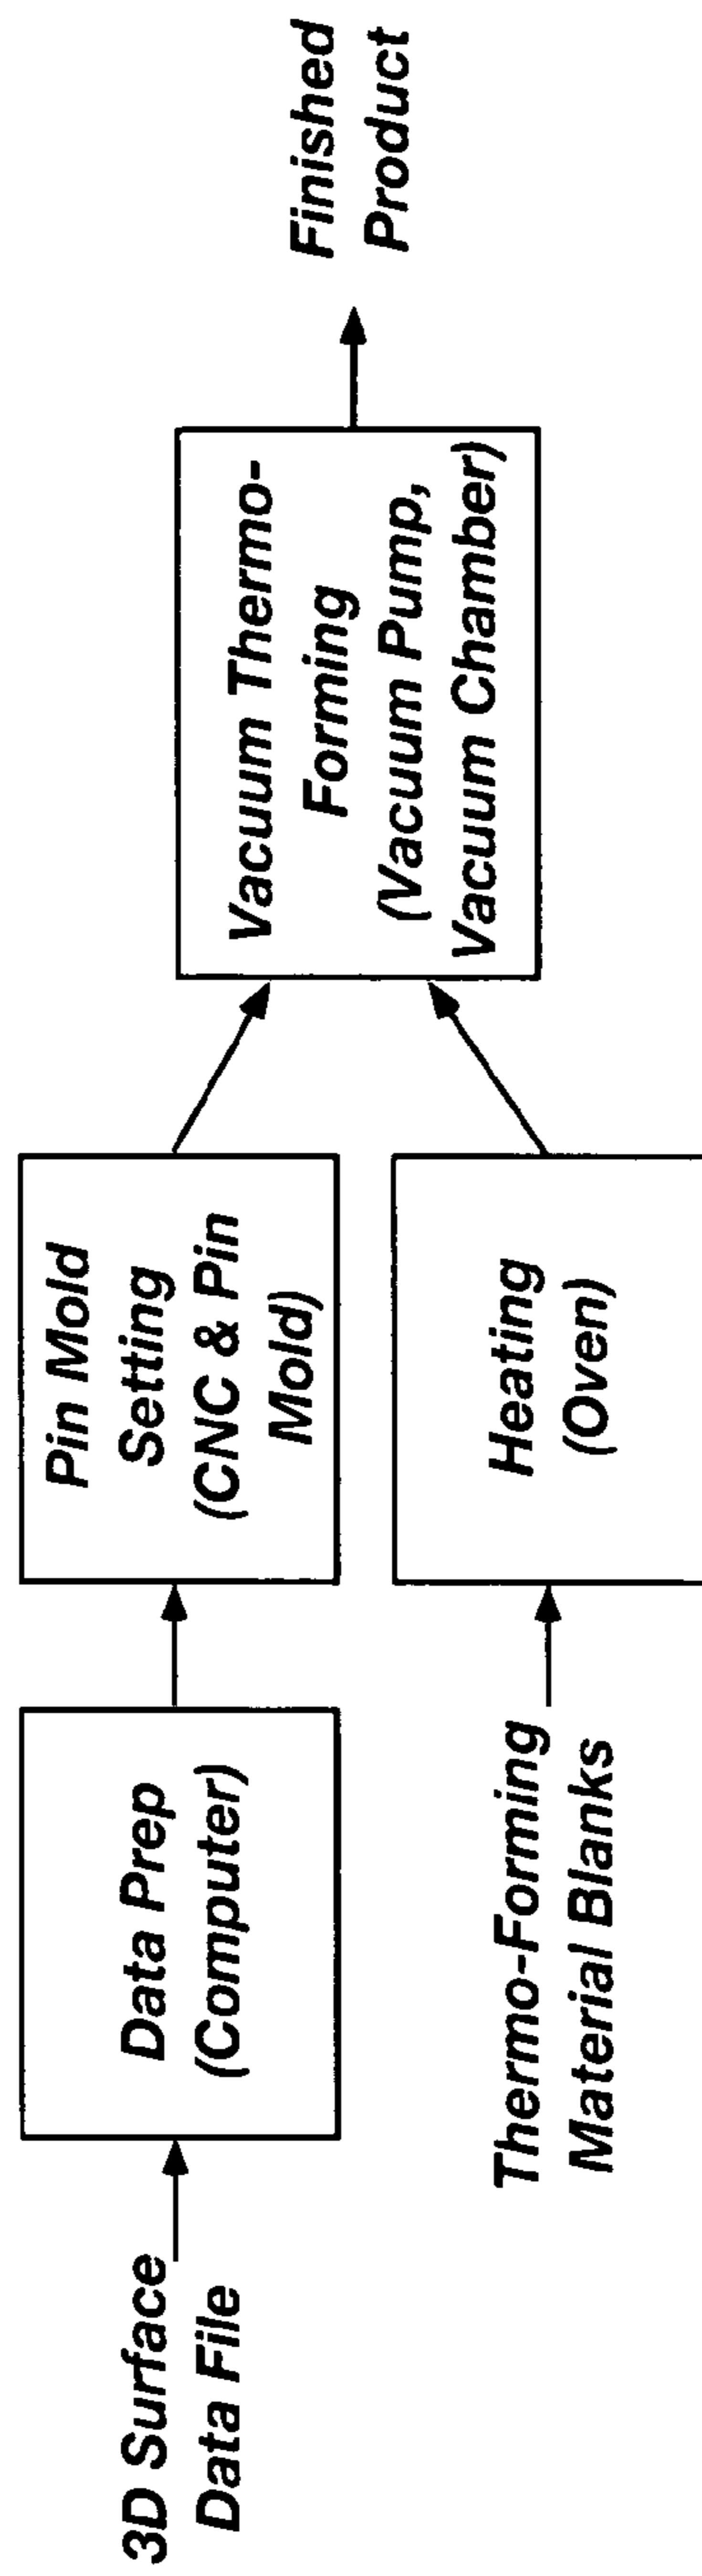 3D Surface
Data File
Data Prep
(Computer)
Pin Mold
Setting
(CNC & Pin
Mold)
Thermo-Forming
Material Blanks
Heating
(Oven)
Vacuum Thermo-
Forming
(Vacuum Pump,
Vacuum Chamber)
Finished
Product